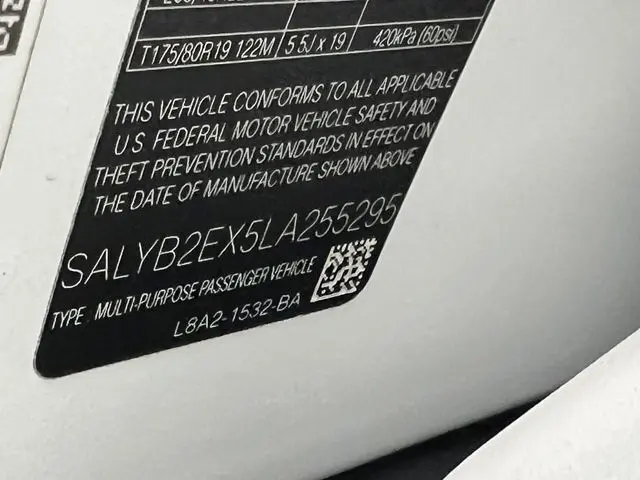 T175/80R19 122M 5.5J x 19 420kPa (60psi)
THIS VEHICLE CONFORMS TO ALL APPLICABLE
U.S. FEDERAL MOTOR VEHICLE SAFETY AND
THEFT PREVENTION STANDARDS IN EFFECT ON
THE DATE OF MANUFACTURE SHOWN ABOVE
SALYB2EX5LA255295
TYPE MULTI-PURPOSE PASSENGER VEHICLE
L8A2-1532-BA